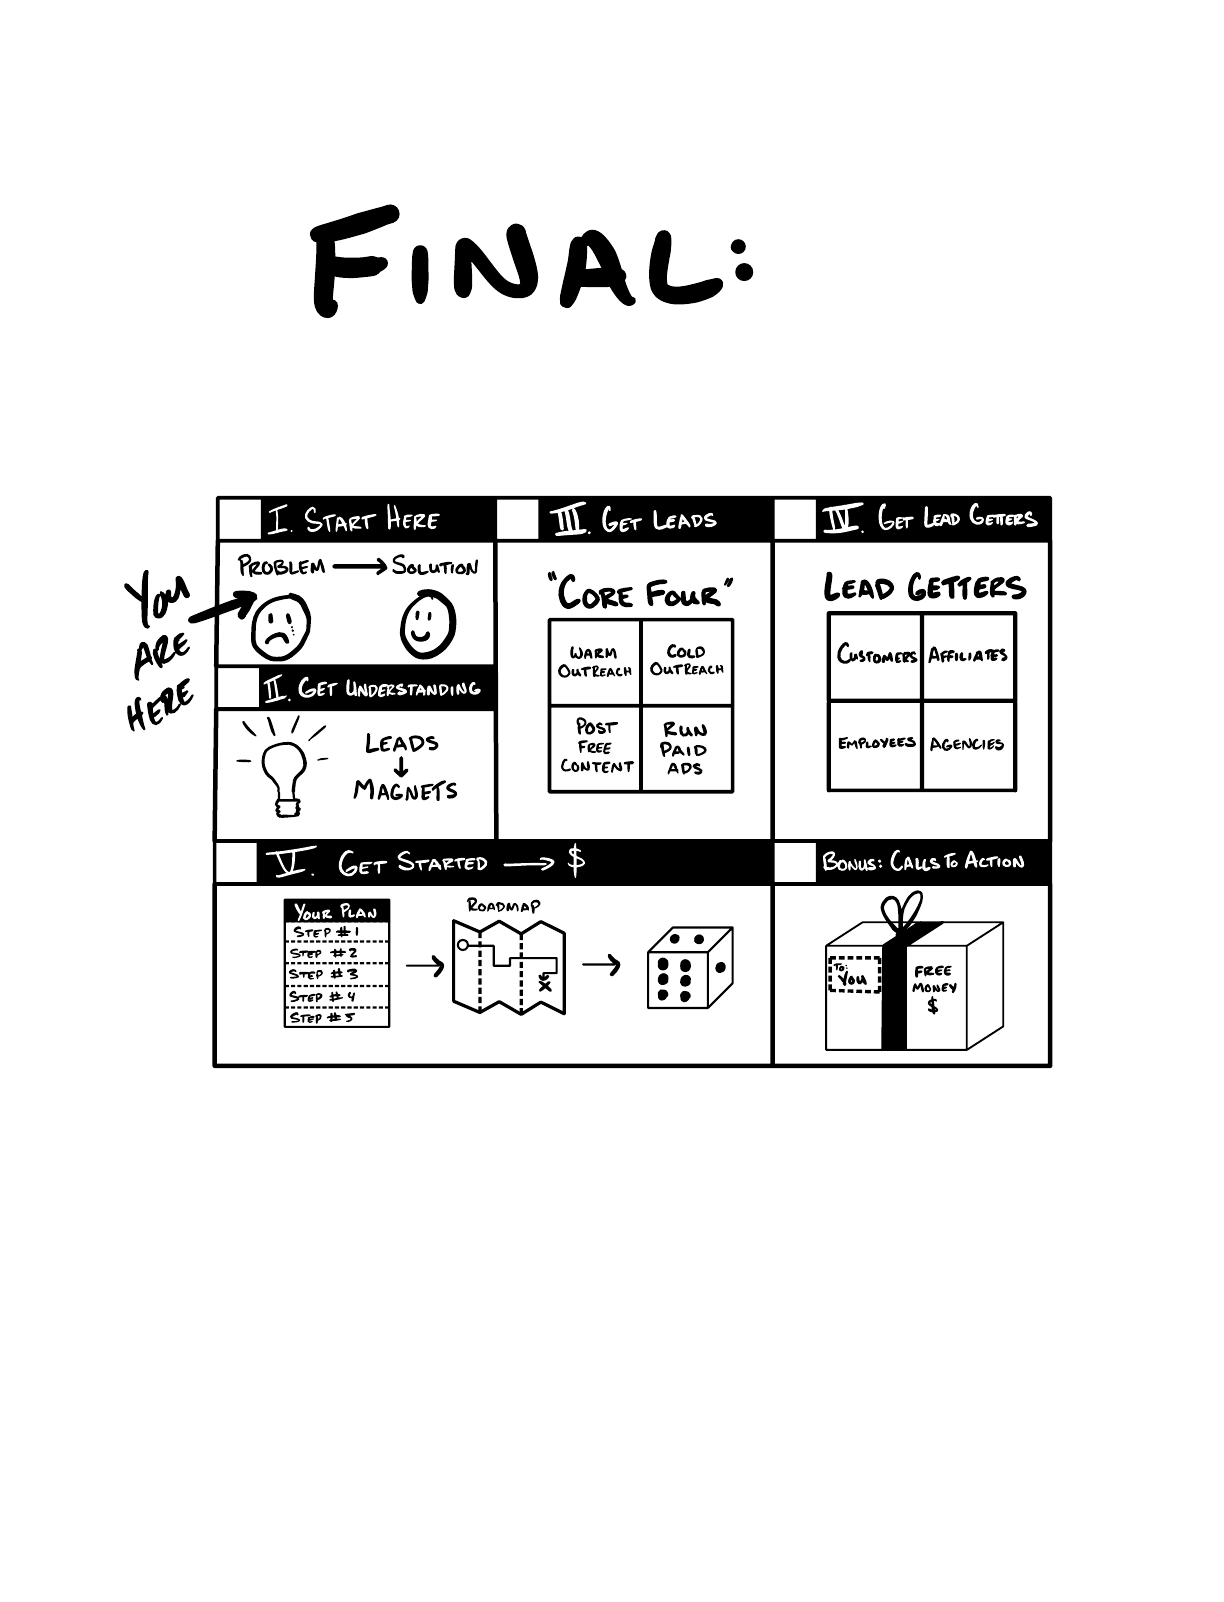 FINAL:
YOU
ARE
HERE
I. START HERE
PROBLEM → SOLUTION
II. GET UNDERSTANDING
LEADS
↓
MAGNETS
III. GET LEADS
"CORE FOUR"
WARM
OUTREACH
COLD
OUTREACH
POST
FREE
CONTENT
RUN
PAID
ADS
IV. GET LEAD GETTERS
LEAD GETTERS
CUSTOMERS
AFFILIATES
EMPLOYEES
AGENCIES
V. GET STARTED → $
YOUR PLAN
STEP #1
STEP #2
STEP #3
STEP #4
STEP #5
ROADMAP
X
BONUS: CALLS TO ACTION
TO:
YOU
FREE
MONEY
$